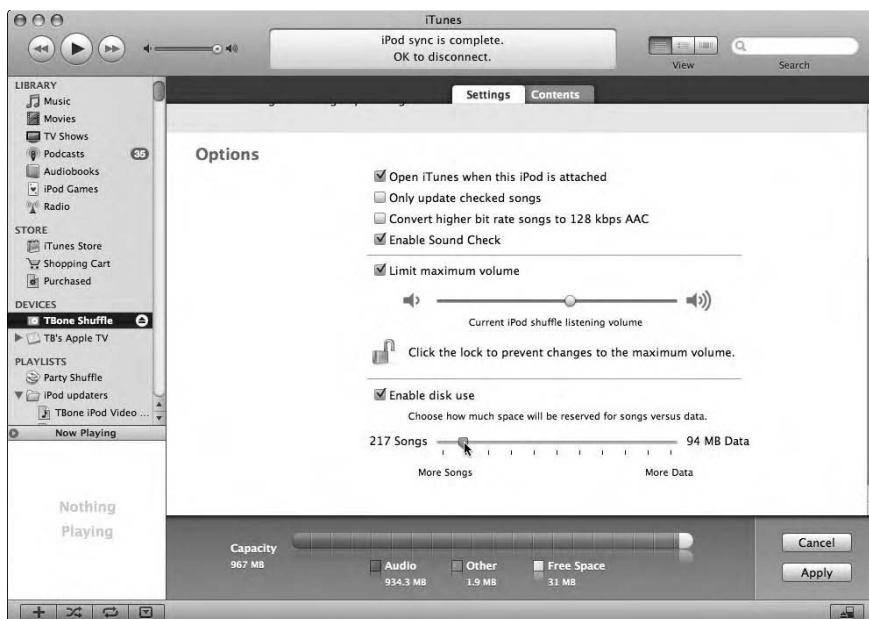 iTunes
iPod sync is complete.
OK to disconnect.
View
Search
LIBRARY
Music
Movies
TV Shows
Podcasts 35
Audiobooks
iPod Games
Radio
STORE
iTunes Store
Shopping Cart
Purchased
DEVICES
TBone Shuffle
TB's Apple TV
PLAYLISTS
Party Shuffle
iPod updaters
TBone iPod Video ...
Now Playing
Nothing
Playing
Settings Contents
Options
Open iTunes when this iPod is attached
Only update checked songs
Convert higher bit rate songs to 128 kbps AAC
Enable Sound Check
Limit maximum volume
Current iPod shuffle listening volume
Click the lock to prevent changes to the maximum volume.
Enable disk use
Choose how much space will be reserved for songs versus data.
217 Songs 94 MB Data
More Songs More Data
Capacity
967 MB
Audio Other Free Space
934.3 MB 1.9 MB 31 MB
Cancel
Apply